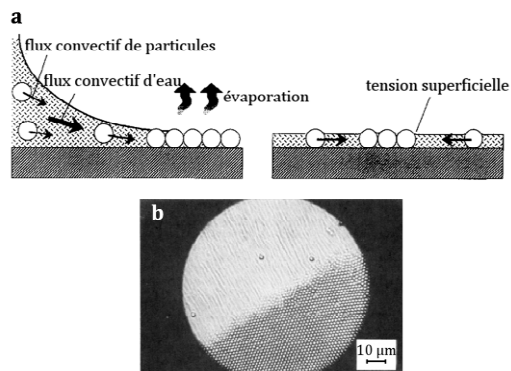 a
flux convectif de particules
flux convectif d'eau
évaporation
tension superficielle
b
10 µm